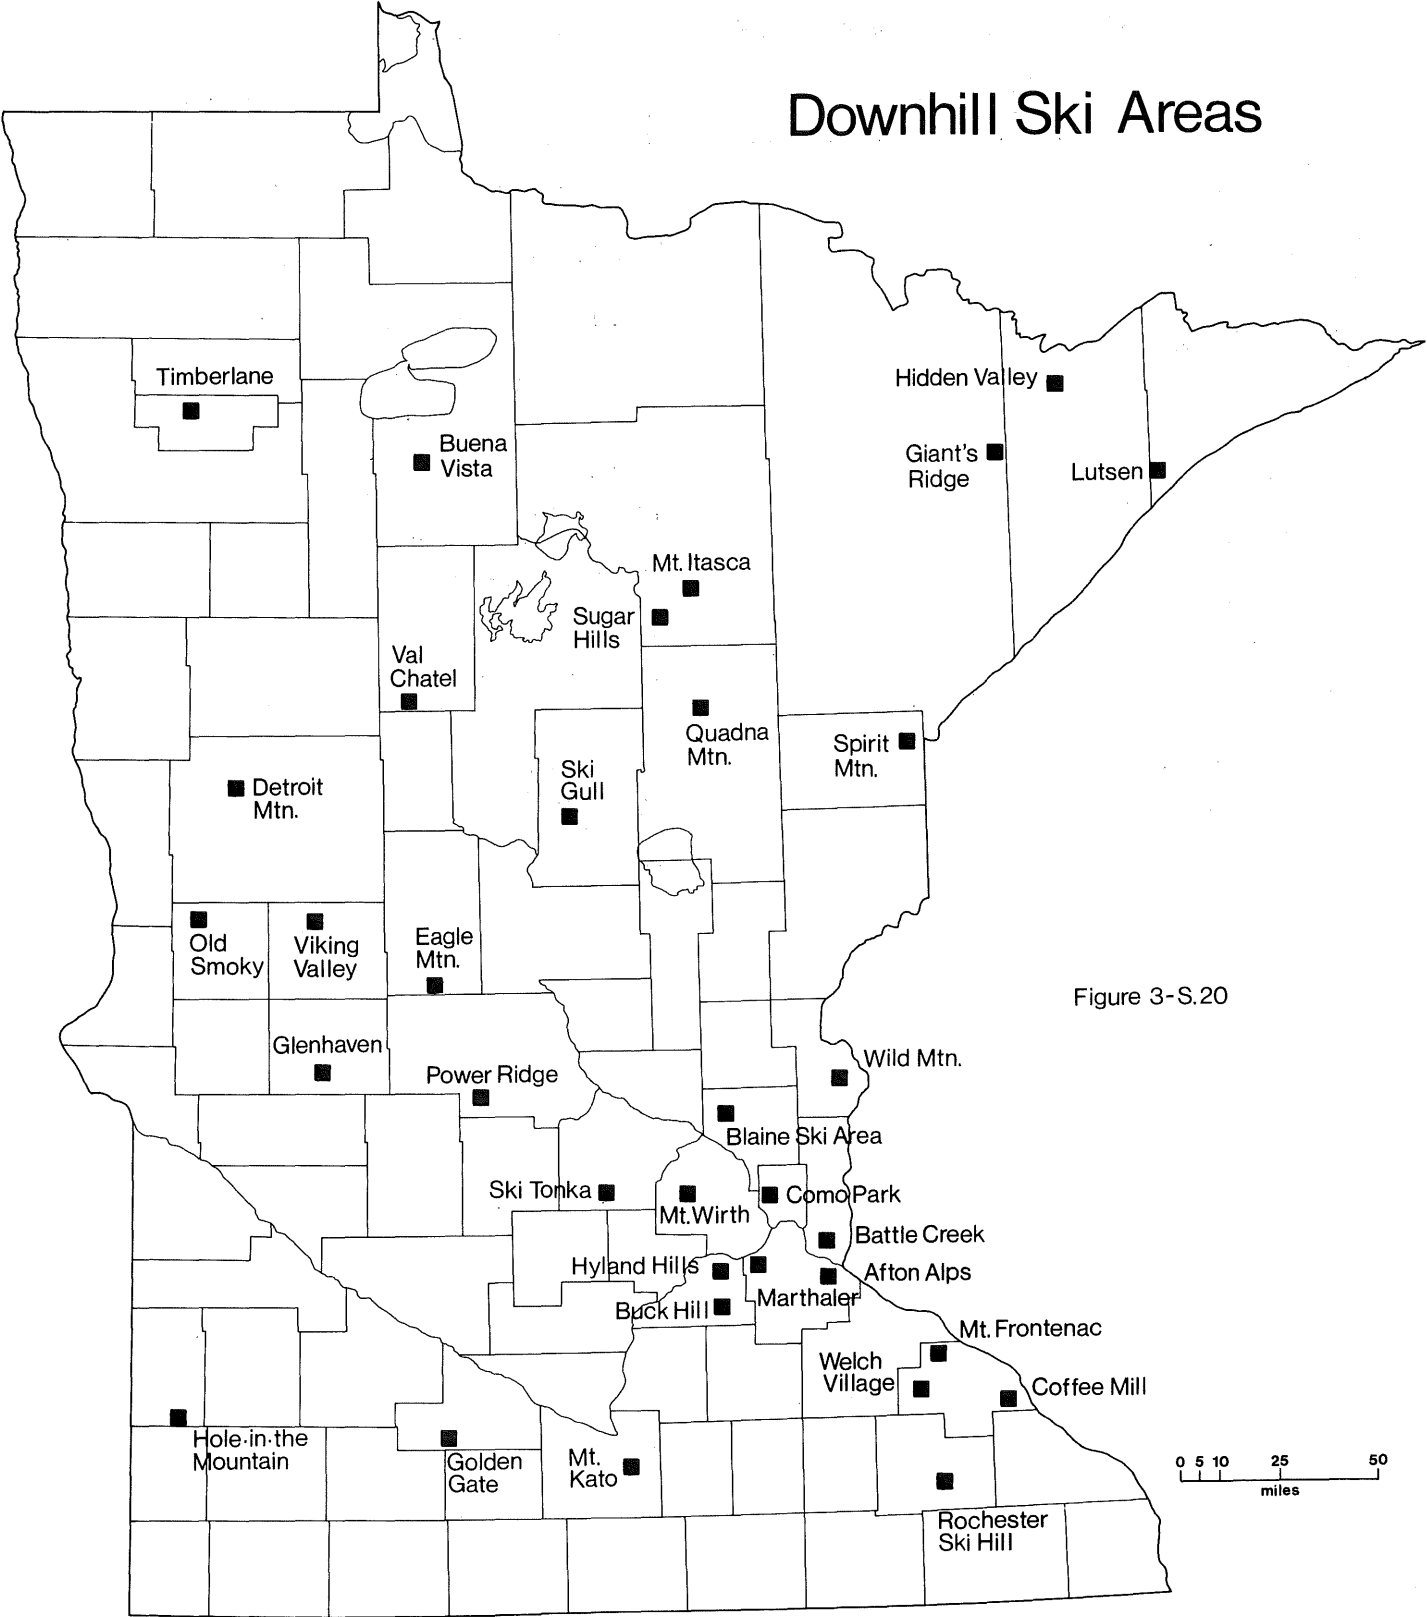 Downhill Ski Areas
Timberlane
Hidden Valley
Buena
Vista
Giant's
Ridge
Lutsen
Mt. Itasca
Sugar
Hills
Val
Chatel
Quadna
Mtn.
Spirit
Mtn.
Ski
Gull
Detroit
Mtn.
Old
Smoky
Viking
Valley
Eagle
Mtn.
Figure 3-S.20
Glenhaven
Wild Mtn.
Power Ridge
Blaine Ski Area
Ski Tonka
Mt. Wirth
Como Park
Battle Creek
Hyland Hills
Afton Alps
Marthaler
Buck Hill
Mt. Frontenac
Welch
Village
Coffee Mill
Hole-in-the
Mountain
Golden
Gate
Mt.
Kato
0 5 10 25 50
miles
Rochester
Ski Hill